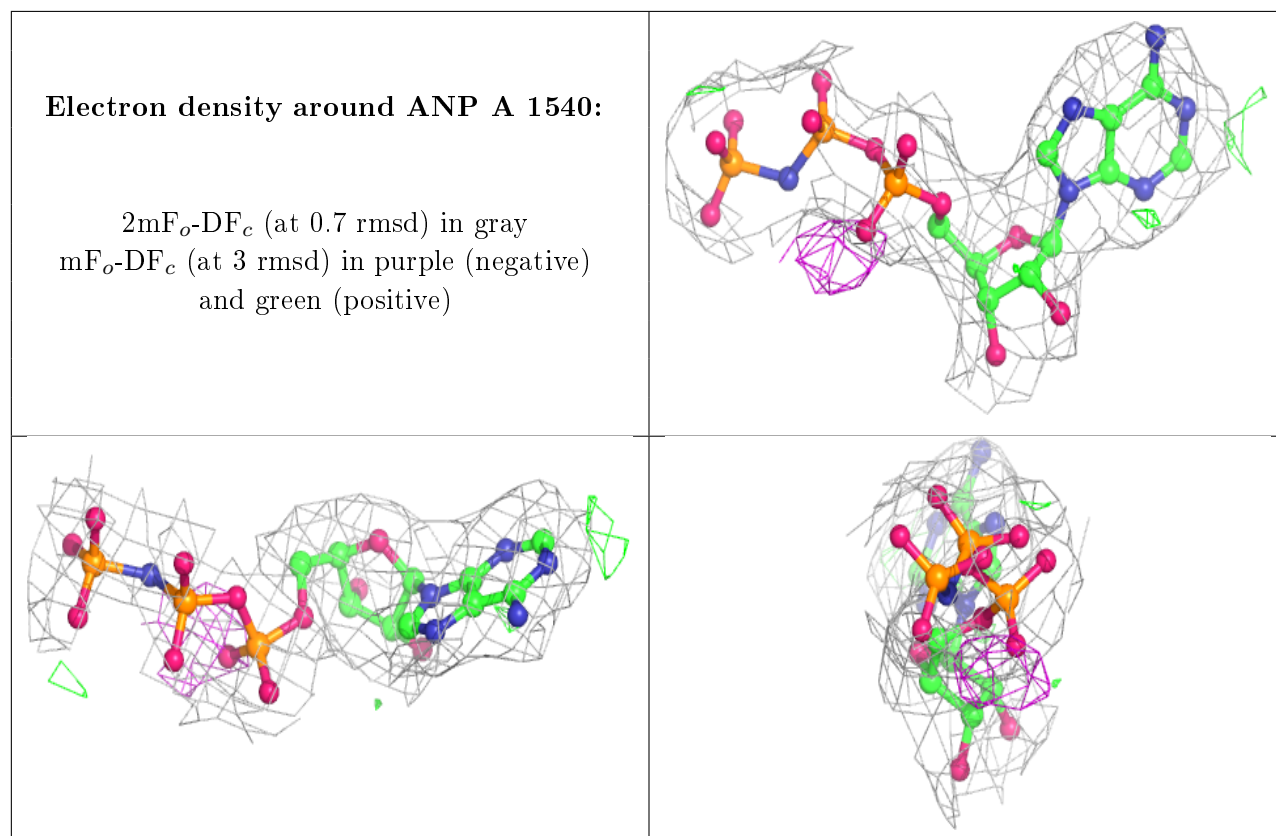 Electron density around ANP A 1540:
2mFo-DFc (at 0.7 rmsd) in gray
mFo-DFc (at 3 rmsd) in purple (negative)
and green (positive)